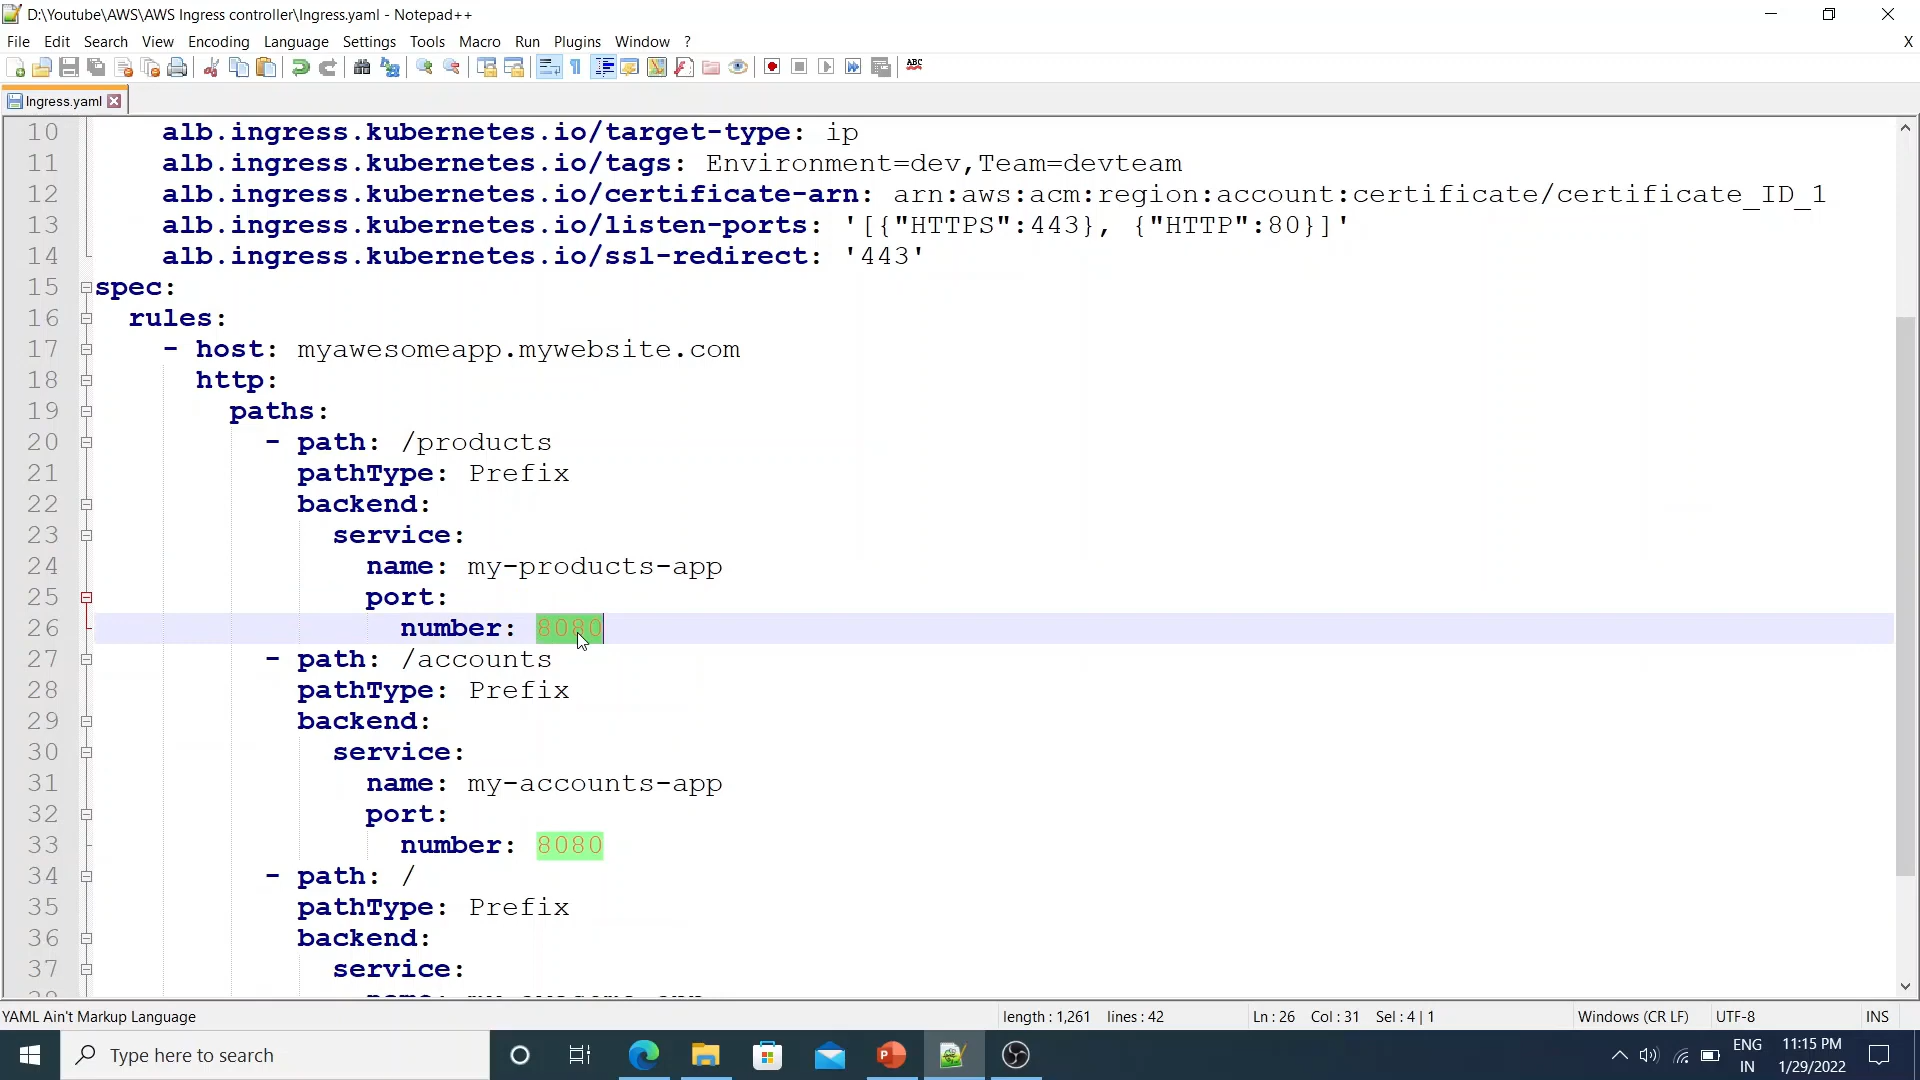 D:\Youtube\AWS\AWS Ingress controller\Ingress.yaml - Notepad++
File Edit Search View Encoding Language Settings Tools Macro Run Plugins Window ? X
ABC
Ingress.yaml
10 alb.ingress.kubernetes.io/target-type: ip
11 alb.ingress.kubernetes.io/tags: Environment=dev,Team=devteam
12 alb.ingress.kubernetes.io/certificate-arn: arn:aws:acm:region:account:certificate/certificate_ID_1
13 alb.ingress.kubernetes.io/listen-ports: '[{"HTTPS":443}, {"HTTP":80}]'
14 alb.ingress.kubernetes.io/ssl-redirect: '443'
15 spec:
16 rules:
17 - host: myawesomeapp.mywebsite.com
18 http:
19 paths:
20 - path: /products
21 pathType: Prefix
22 backend:
23 service:
24 name: my-products-app
25 port:
26 number: 8080
27 - path: /accounts
28 pathType: Prefix
29 backend:
30 service:
31 name: my-accounts-app
32 port:
33 number: 8080
34 - path: /
35 pathType: Prefix
36 backend:
37 service:
YAML Ain't Markup Language length : 1,261 lines : 42 Ln : 26 Col : 31 Sel : 4 | 1 Windows (CR LF) UTF-8 INS
Type here to search
ENG
IN
11:15 PM
1/29/2022